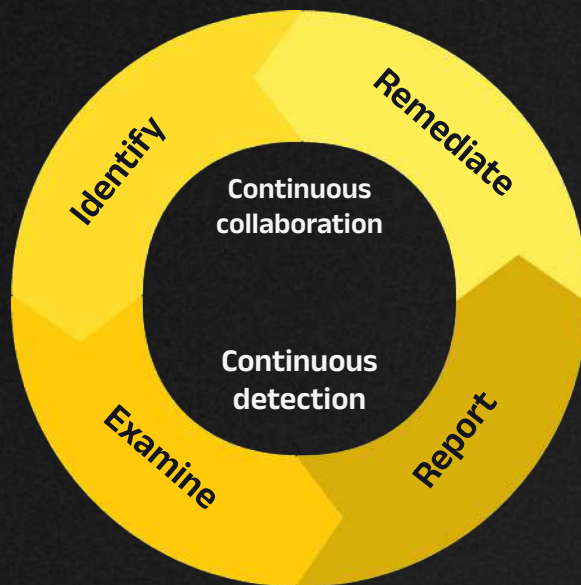 Remediate
Identify
Continuous
collaboration
Continuous
detection
Examine
Report